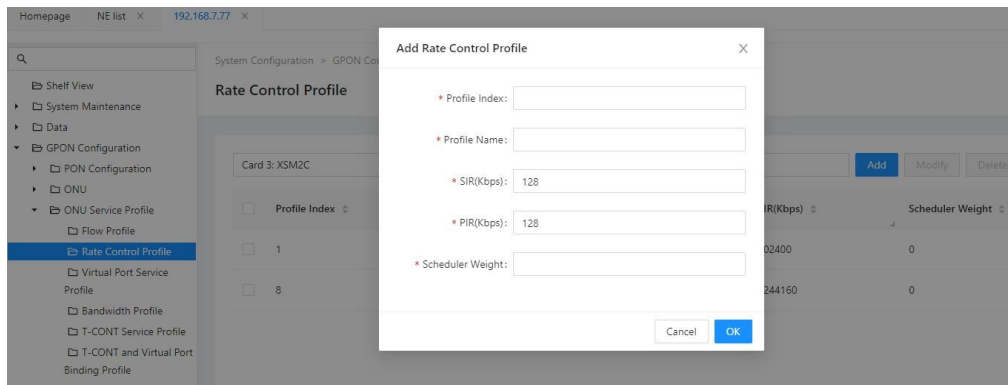 Homepage
NE list ×
192.168.7.77 ×
Shelf View
System Maintenance
Data
GPON Configuration
PON Configuration
ONU
ONU Service Profile
Flow Profile
Rate Control Profile
Virtual Port Service
Profile
Bandwidth Profile
T-CONT Service Profile
T-CONT and Virtual Port
Binding Profile
System Configuration > GPON Co
Rate Control Profile
Card 3: XSM2C
Add
Modify
Delete
Profile Index
IR(Kbps)
Scheduler Weight
1
02400
0
8
244160
0
Add Rate Control Profile
* Profile Index:
* Profile Name:
* SIR(Kbps): 128
* PIR(Kbps): 128
* Scheduler Weight:
Cancel
OK